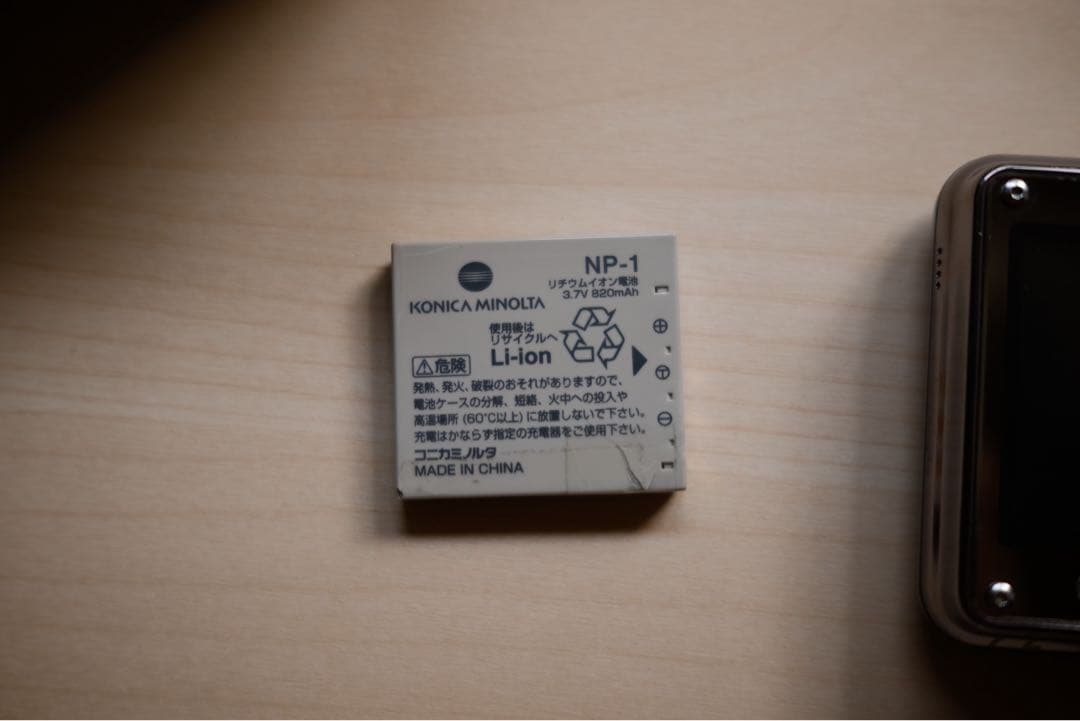 KONICA MINOLTA
NP-1
リチウムイオン電池
3.7V 820mAh
使用後は
リサイクルへ
Li-ion
⚠危険
発熱、発火、破裂のおそれがありますので、
電池ケースの分解、短絡、火中への投入や
高温場所 (60°C以上) に放置しないで下さい。
充電はかならず指定の充電器をご使用下さい。
コニカミノルタ
MADE IN CHINA
⊕
T
⊖